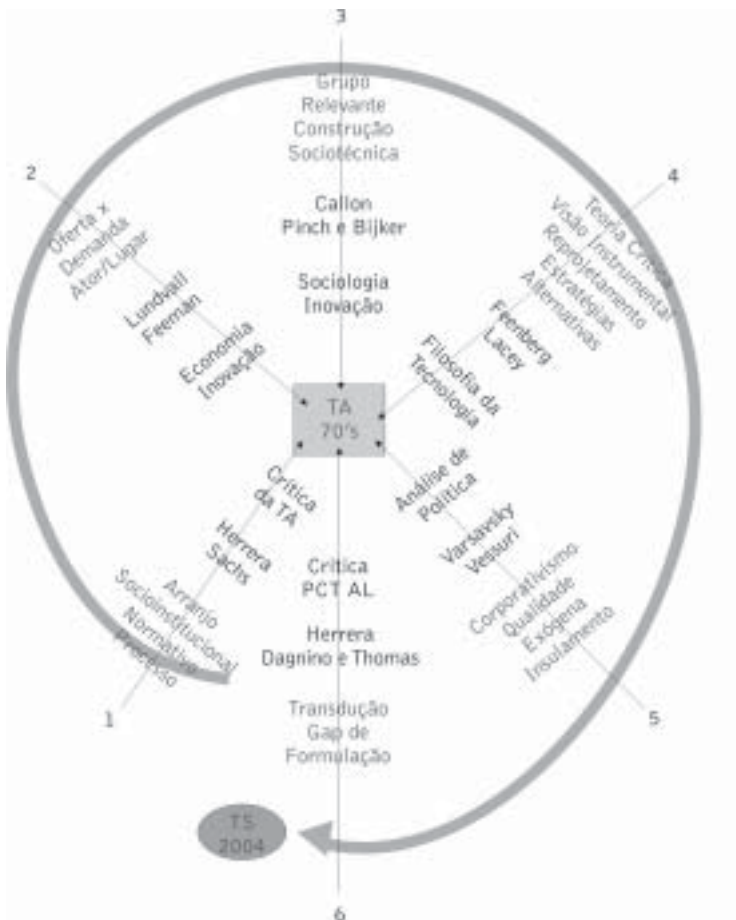 3
Grupo
Relevante
Construção
Sociotécnica
Callon
Pinch e Bijker
Sociologia
Inovação
2
Oferta x
Demanda
Ator/Lugar
Lundvall
Feeman
Economia
Inovação
4
Teoria Crítica
Visão Instrumental
Reprojetamento
Estratégias
Alternativas
Feenberg
Lacey
Filosofia da
Tecnologia
TA
70's
Crítica
da TA
Herrera
Sachs
Arranjo
Socioinstitucional
Normativo
Processo
1
Análise de
Política
Varsavsky
Vessuri
Corporativismo
Qualidade
Exógena
Insulamento
5
Crítica
PCT AL
Herrera
Dagnino e Thomas
Transdução
Gap de
Formulação
TS
2004
6